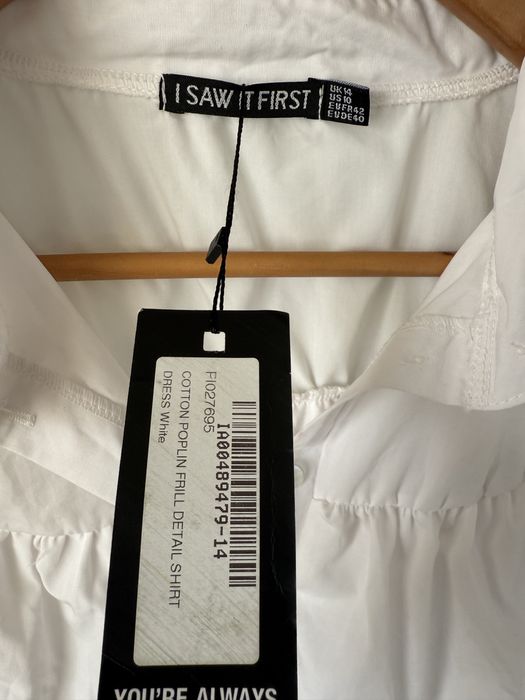 I SAW IT FIRST
UK14
US10
EUFR42
EUDE40
FI027695
IA00489479-14
COTTON POPLIN FRILL DETAIL SHIRT
DRESS White
YOU'RE ALWAYS